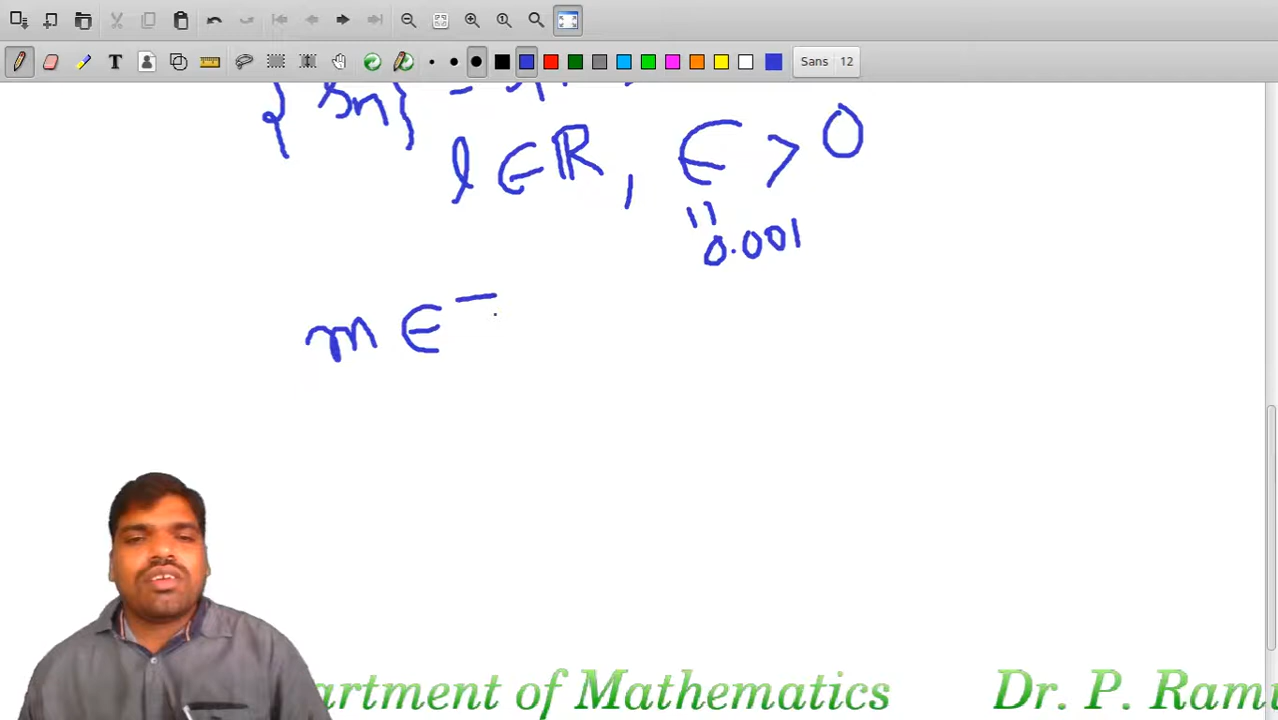 Sans 12
{Sn}
l ∈ ℝ, ∈ > 0
"
0.001
m ∈
artment of Mathematics Dr. P. Ram